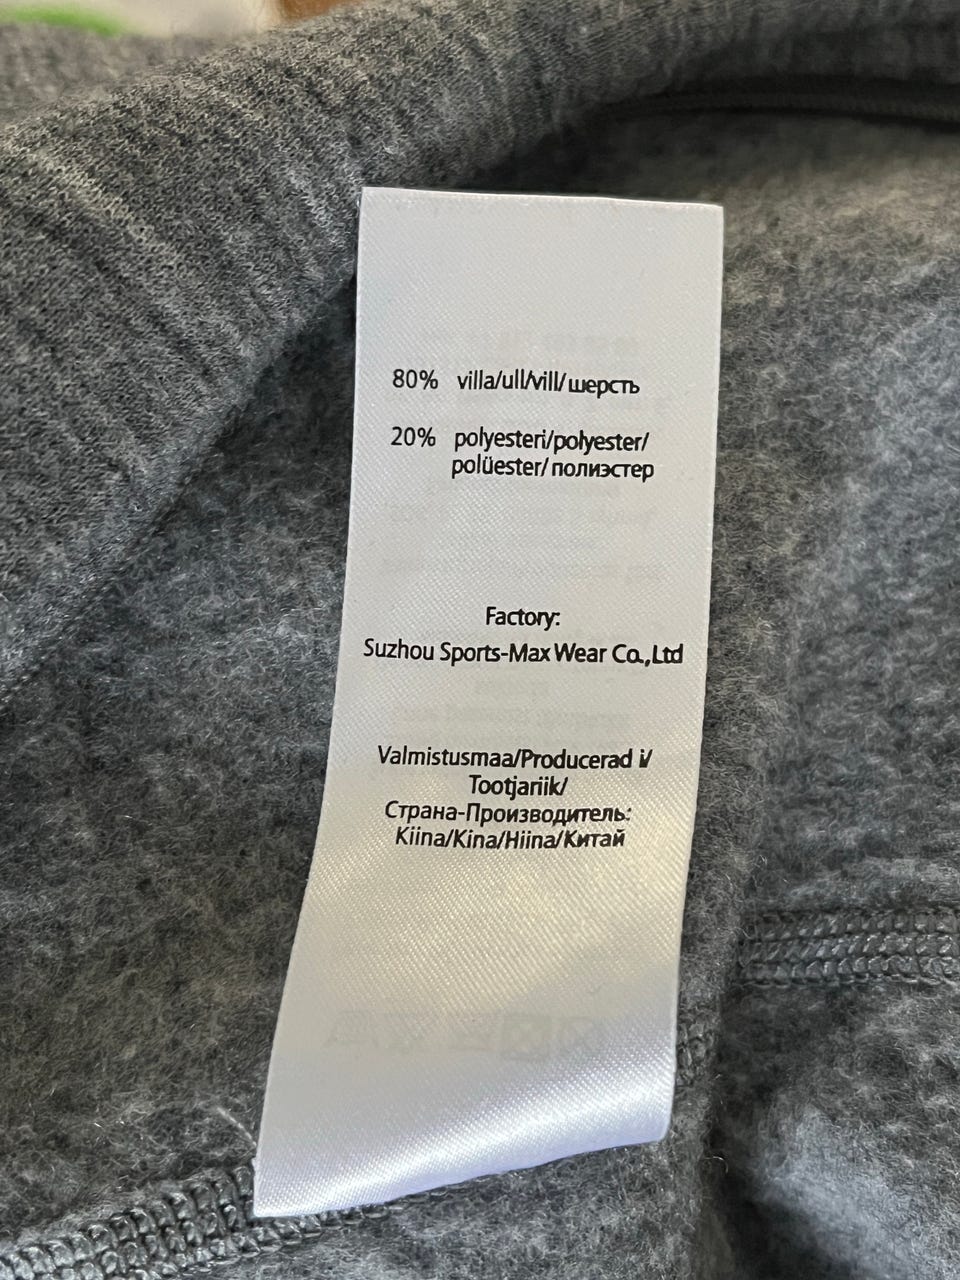 80% villa/ull/vill/шерсть
20% polyesteri/polyester/
polüester/полиэстер
Factory:
Suzhou Sports-Max Wear Co.,Ltd
Valmistusmaa/Producerad i/
Tootjariik/
Страна-Производитель:
Kiina/Kina/Hiina/Китай